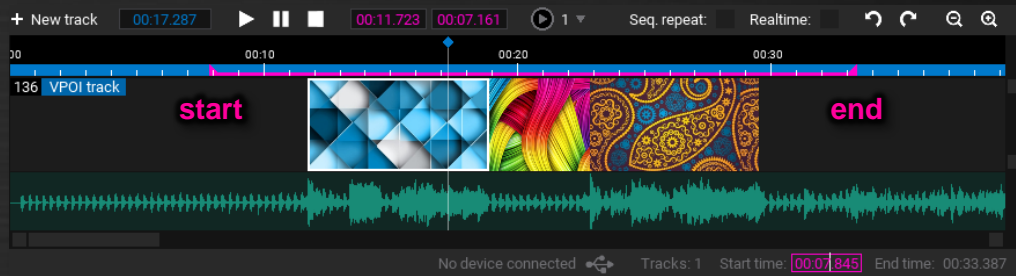 + New track 00:17.287 00:11.723 00:07.161 1 Seq. repeat: Realtime:
00 00:10 00:20 00:30
136 VPOI track
start end
No device connected Tracks: 1 Start time: 00:07.845 End time: 00:33.387